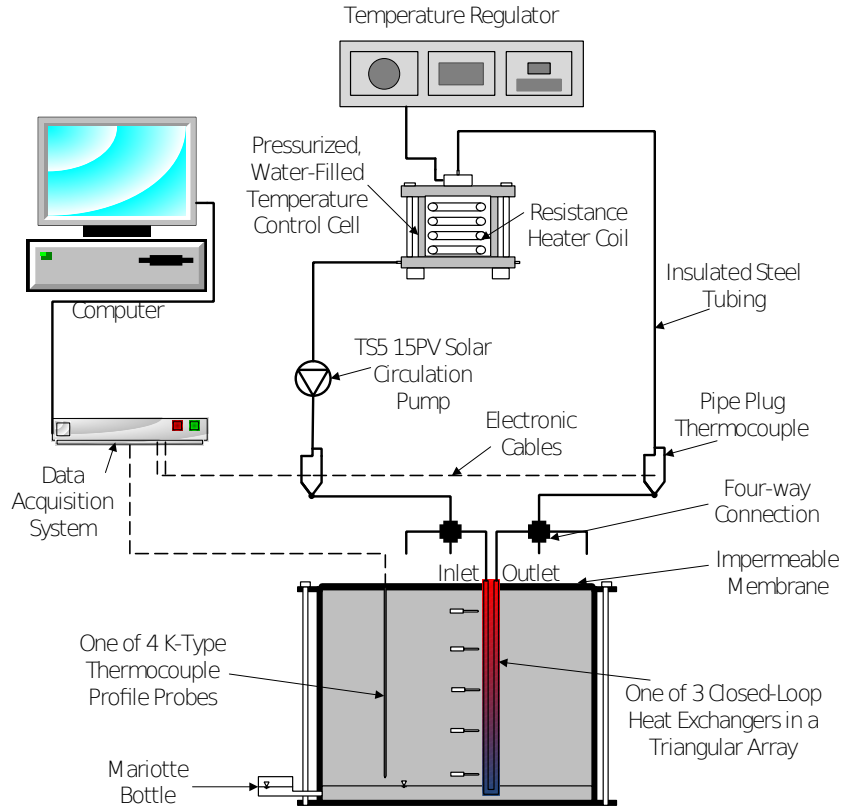 Temperature Regulator
Pressurized,
Water-Filled
Temperature
Control Cell
Resistance
Heater Coil
Insulated Steel
Tubing
Computer
TS5 15PV Solar
Circulation
Pump
Electronic
Cables
Pipe Plug
Thermocouple
Data
Acquisition
System
Four-way
Connection
Inlet
Outlet
Impermeable
Membrane
One of 4 K-Type
Thermocouple
Profile Probes
One of 3 Closed-Loop
Heat Exchangers in a
Triangular Array
Mariotte
Bottle